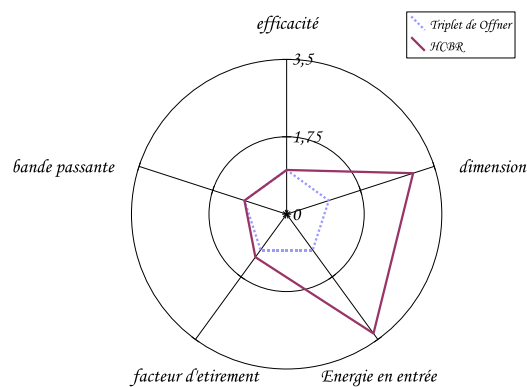 efficacité
Triplet de Offner
HCBR
3,5
1,75
bande passante
dimension
0
facteur d'etirement
Energie en entrée